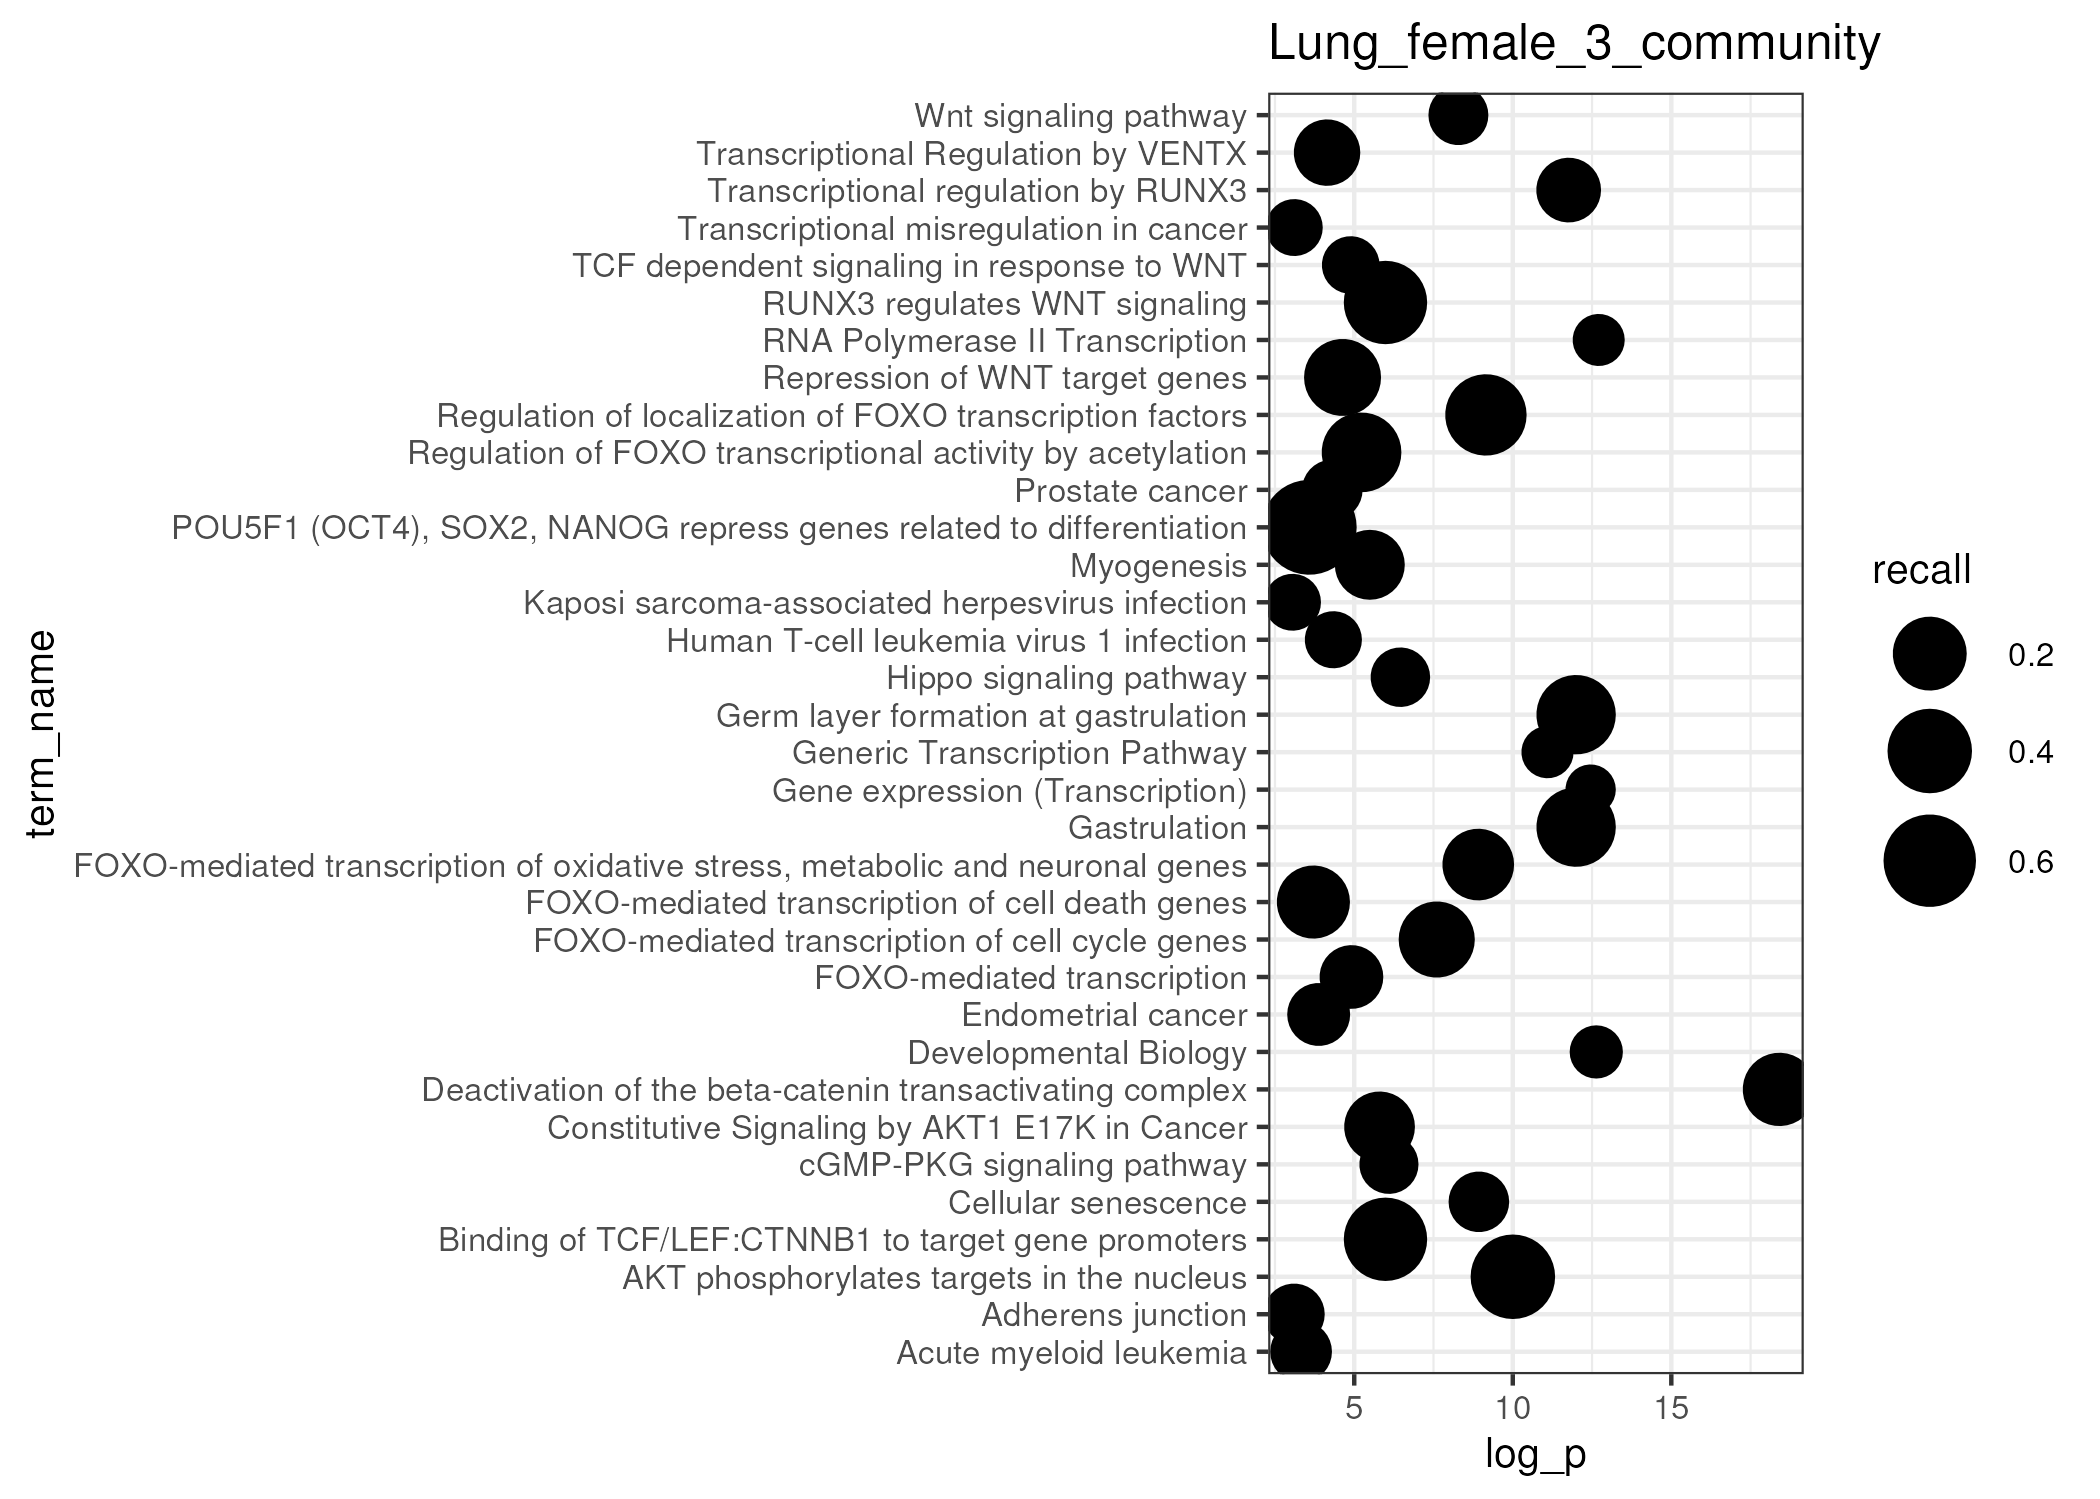 Lung_female_3_community
Wnt signaling pathway
Transcriptional Regulation by VENTX
Transcriptional regulation by RUNX3
Transcriptional misregulation in cancer
TCF dependent signaling in response to WNT
RUNX3 regulates WNT signaling
RNA Polymerase II Transcription
Repression of WNT target genes
Regulation of localization of FOXO transcription factors
Regulation of FOXO transcriptional activity by acetylation
Prostate cancer
POU5F1 (OCT4), SOX2, NANOG repress genes related to differentiation
Myogenesis
Kaposi sarcoma-associated herpesvirus infection
Human T-cell leukemia virus 1 infection
Hippo signaling pathway
Germ layer formation at gastrulation
Generic Transcription Pathway
Gene expression (Transcription)
Gastrulation
FOXO-mediated transcription of oxidative stress, metabolic and neuronal genes
FOXO-mediated transcription of cell death genes
FOXO-mediated transcription of cell cycle genes
FOXO-mediated transcription
Endometrial cancer
Developmental Biology
Deactivation of the beta-catenin transactivating complex
Constitutive Signaling by AKT1 E17K in Cancer
cGMP-PKG signaling pathway
Cellular senescence
Binding of TCF/LEF:CTNNB1 to target gene promoters
AKT phosphorylates targets in the nucleus
Adherens junction
Acute myeloid leukemia
term_name
5 10 15
log_p
recall
0.2
0.4
0.6